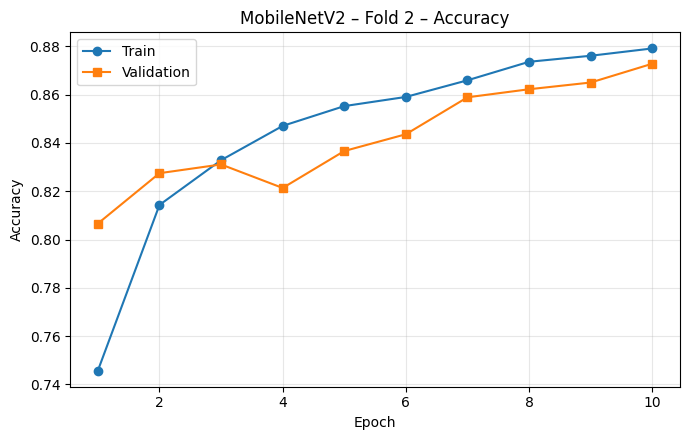 MobileNetV2 – Fold 2 – Accuracy
Train
Validation
0.88
0.86
0.84
0.82
0.80
0.78
0.76
0.74
Accuracy
2 4 6 8 10
Epoch